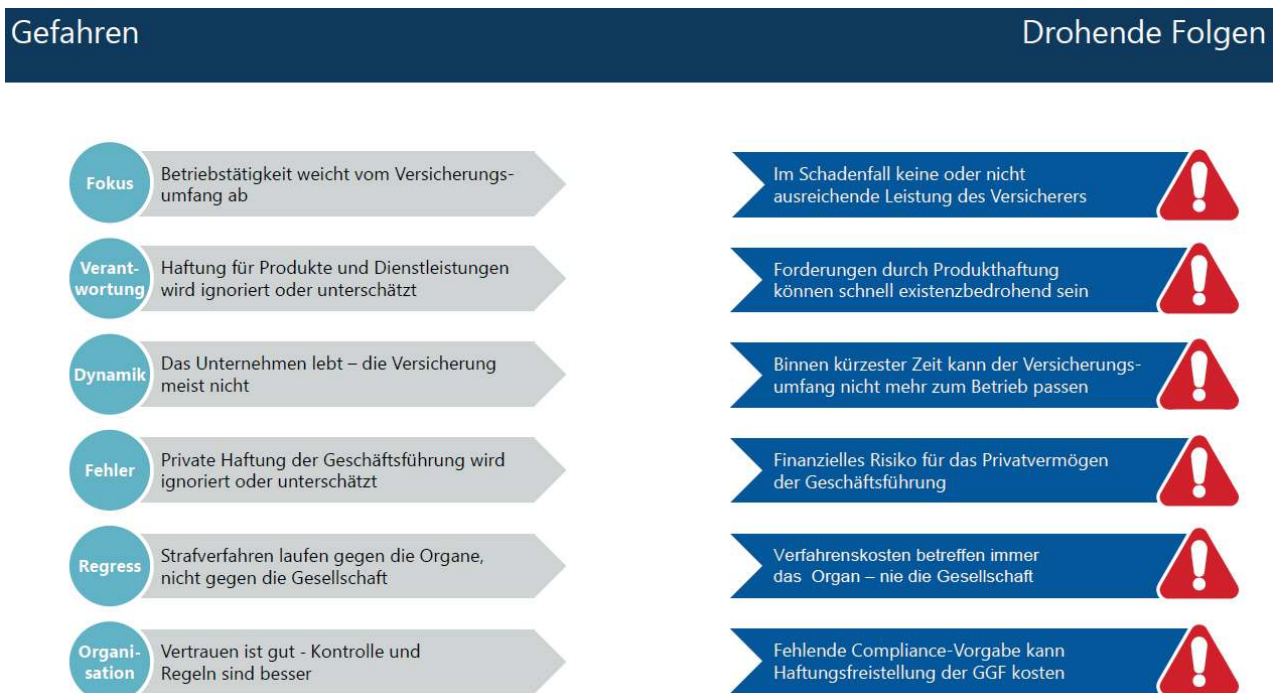 Gefahren
Drohende Folgen
Fokus
Betriebstätigkeit weicht vom Versicherungs-
umfang ab
Im Schadenfall keine oder nicht
ausreichende Leistung des Versicherers
Verant-
wortung
Haftung für Produkte und Dienstleistungen
wird ignoriert oder unterschätzt
Forderungen durch Produkthaftung
können schnell existenzbedrohend sein
Dynamik
Das Unternehmen lebt – die Versicherung
meist nicht
Binnen kürzester Zeit kann der Versicherungs-
umfang nicht mehr zum Betrieb passen
Fehler
Private Haftung der Geschäftsführung wird
ignoriert oder unterschätzt
Finanzielles Risiko für das Privatvermögen
der Geschäftsführung
Regress
Strafverfahren laufen gegen die Organe,
nicht gegen die Gesellschaft
Verfahrenskosten betreffen immer
das Organ – nie die Gesellschaft
Organi-
sation
Vertrauen ist gut - Kontrolle und
Regeln sind besser
Fehlende Compliance-Vorgabe kann
Haftungsfreistellung der GGF kosten